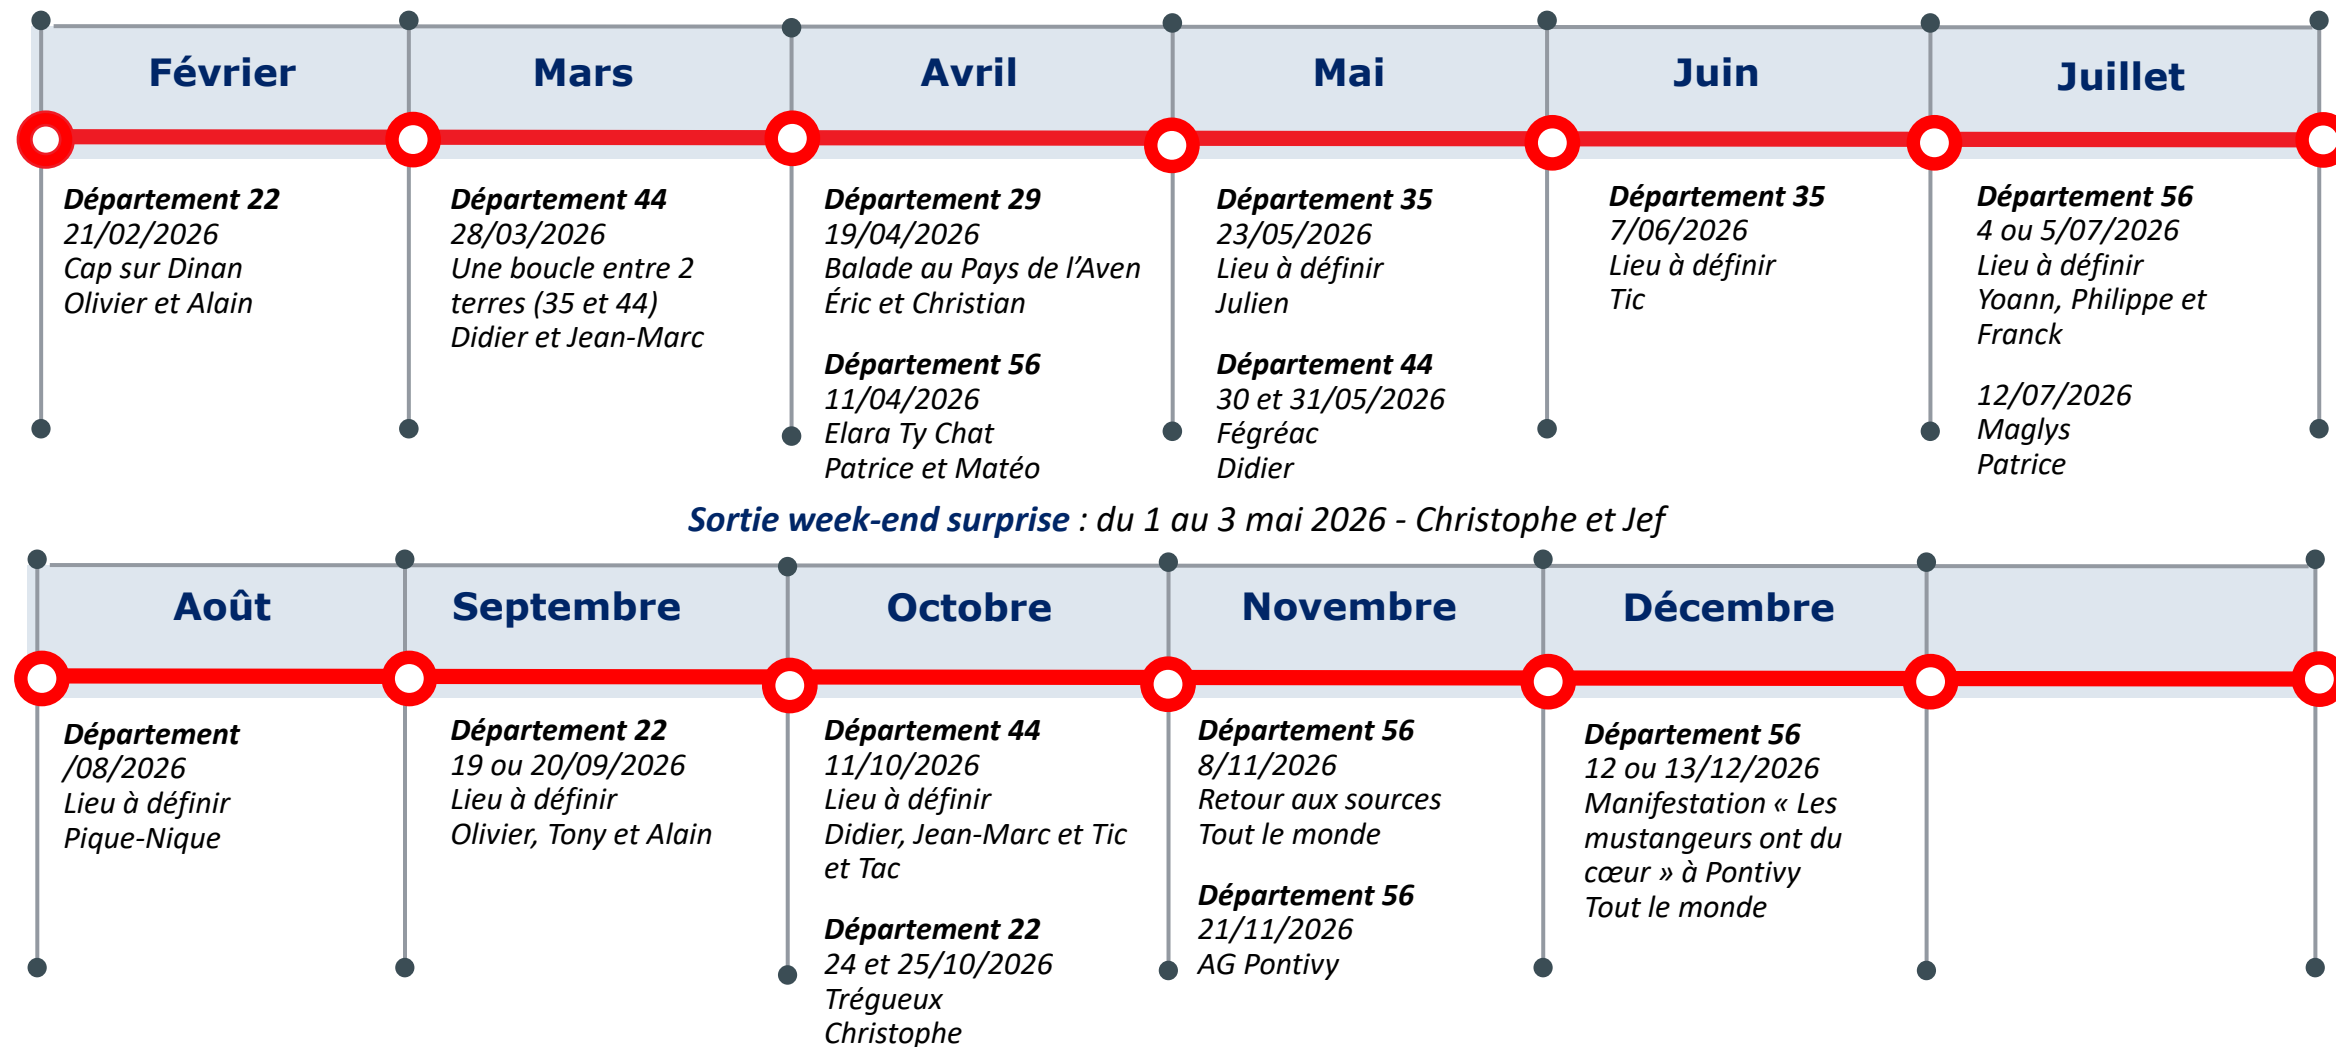 Février
Mars
Avril
Mai
Juin
Juillet
Département 22
21/02/2026
Cap sur Dinan
Olivier et Alain
Département 44
28/03/2026
Une boucle entre 2
terres (35 et 44)
Didier et Jean-Marc
Département 29
19/04/2026
Balade au Pays de l’Aven
Éric et Christian
Département 56
11/04/2026
Elara Ty Chat
Patrice et Matéo
Département 35
23/05/2026
Lieu à définir
Julien
Département 44
30 et 31/05/2026
Fégréac
Didier
Département 35
7/06/2026
Lieu à définir
Tic
Département 56
4 ou 5/07/2026
Lieu à définir
Yoann, Philippe et
Franck
12/07/2026
Maglys
Patrice
Sortie week-end surprise : du 1 au 3 mai 2026 - Christophe et Jef
Août
Septembre
Octobre
Novembre
Décembre
Département
/08/2026
Lieu à définir
Pique-Nique
Département 22
19 ou 20/09/2026
Lieu à définir
Olivier, Tony et Alain
Département 44
11/10/2026
Lieu à définir
Didier, Jean-Marc et Tic
et Tac
Département 22
24 et 25/10/2026
Trégueux
Christophe
Département 56
8/11/2026
Retour aux sources
Tout le monde
Département 56
21/11/2026
AG Pontivy
Département 56
12 ou 13/12/2026
Manifestation « Les
mustangeurs ont du
cœur » à Pontivy
Tout le monde